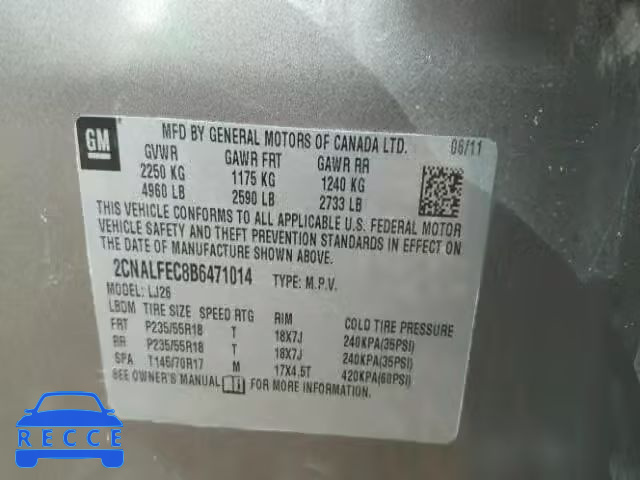 GM
MFD BY GENERAL MOTORS OF CANADA LTD. 06/11
GVWR GAWR FRT GAWR RR
2250 KG 1175 KG 1240 KG
4960 LB 2590 LB 2733 LB
THIS VEHICLE CONFORMS TO ALL APPLICABLE U.S. FEDERAL MOTOR
VEHICLE SAFETY AND THEFT PREVENTION STANDARDS IN EFFECT ON
THE DATE OF MANUFACTURE SHOWN ABOVE.
2CNALFEC8B6471014 TYPE: M.P.V.
MODEL: LJ26
LBDM TIRE SIZE SPEED RTG RIM COLD TIRE PRESSURE
FRT P235/55R18 T 18X7J 240KPA(35PSI)
RR P235/55R18 T 18X7J 240KPA(35PSI)
SPA T145/70R17 M 17X4.5T 420KPA(60PSI)
SEE OWNER'S MANUAL FOR MORE INFORMATION.
RECCE